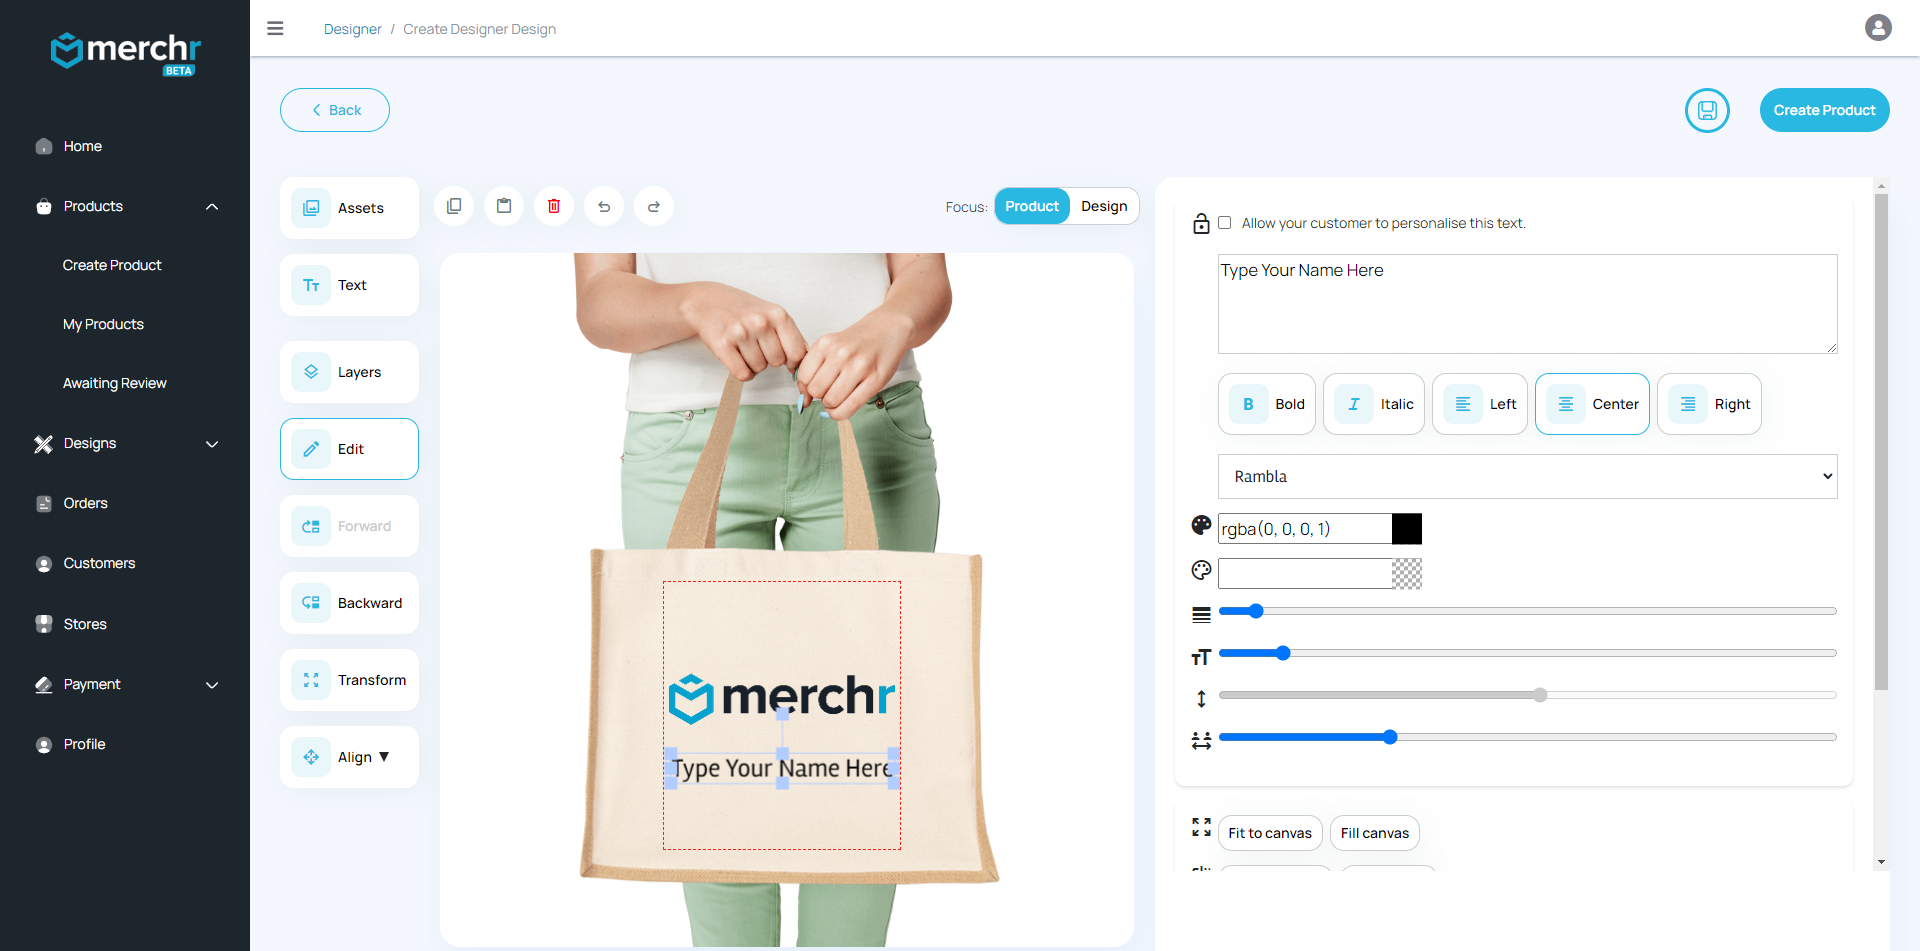 merchr
BETA
Designer / Create Designer Design
Back
Create Product
Home
Products
Create Product
My Products
Awaiting Review
Designs
Orders
Customers
Stores
Payment
Profile
Assets
Text
Layers
Edit
Forward
Backward
Transform
Align ▼
Focus: Product Design
merchr
Type Your Name Here
Allow your customer to personalise this text.
Type Your Name Here
B Bold I Italic Left Center Right
Rambla
rgba(0, 0, 0, 1)
Fit to canvas Fill canvas